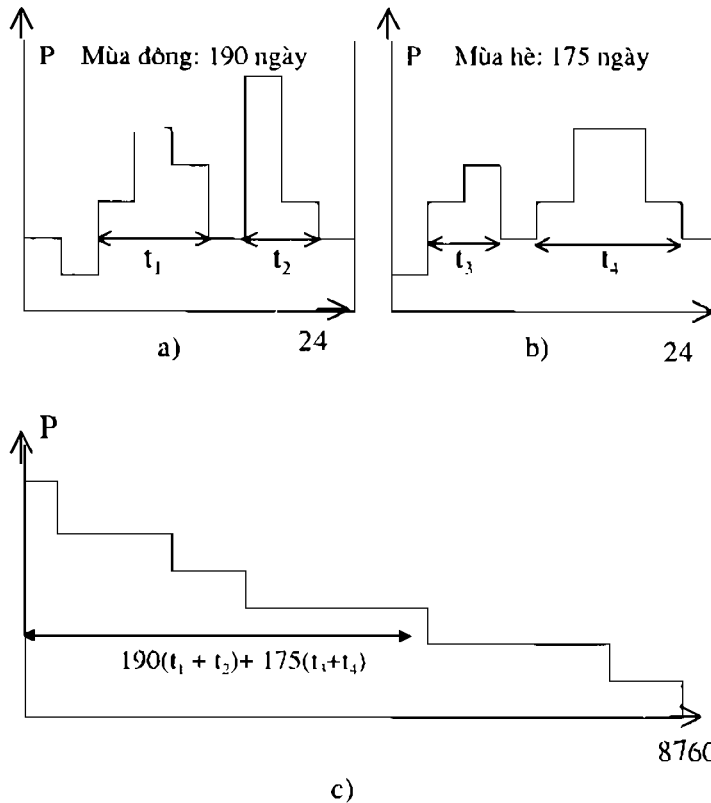 P Mùa đông: 190 ngày
t₁ t₂
24
a)
P Mùa hè: 175 ngày
t₃ t₄
24
b)
P
190(t₁ + t₂)+ 175(t₃+t₄)
8760
c)